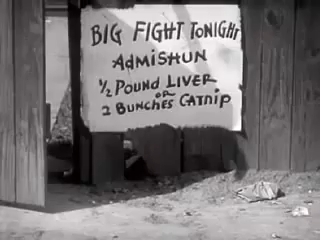 BIG FIGHT TONIGHT
ADMISHUN
½ POUND LIVER
OR
2 BUNCHES CATNIP